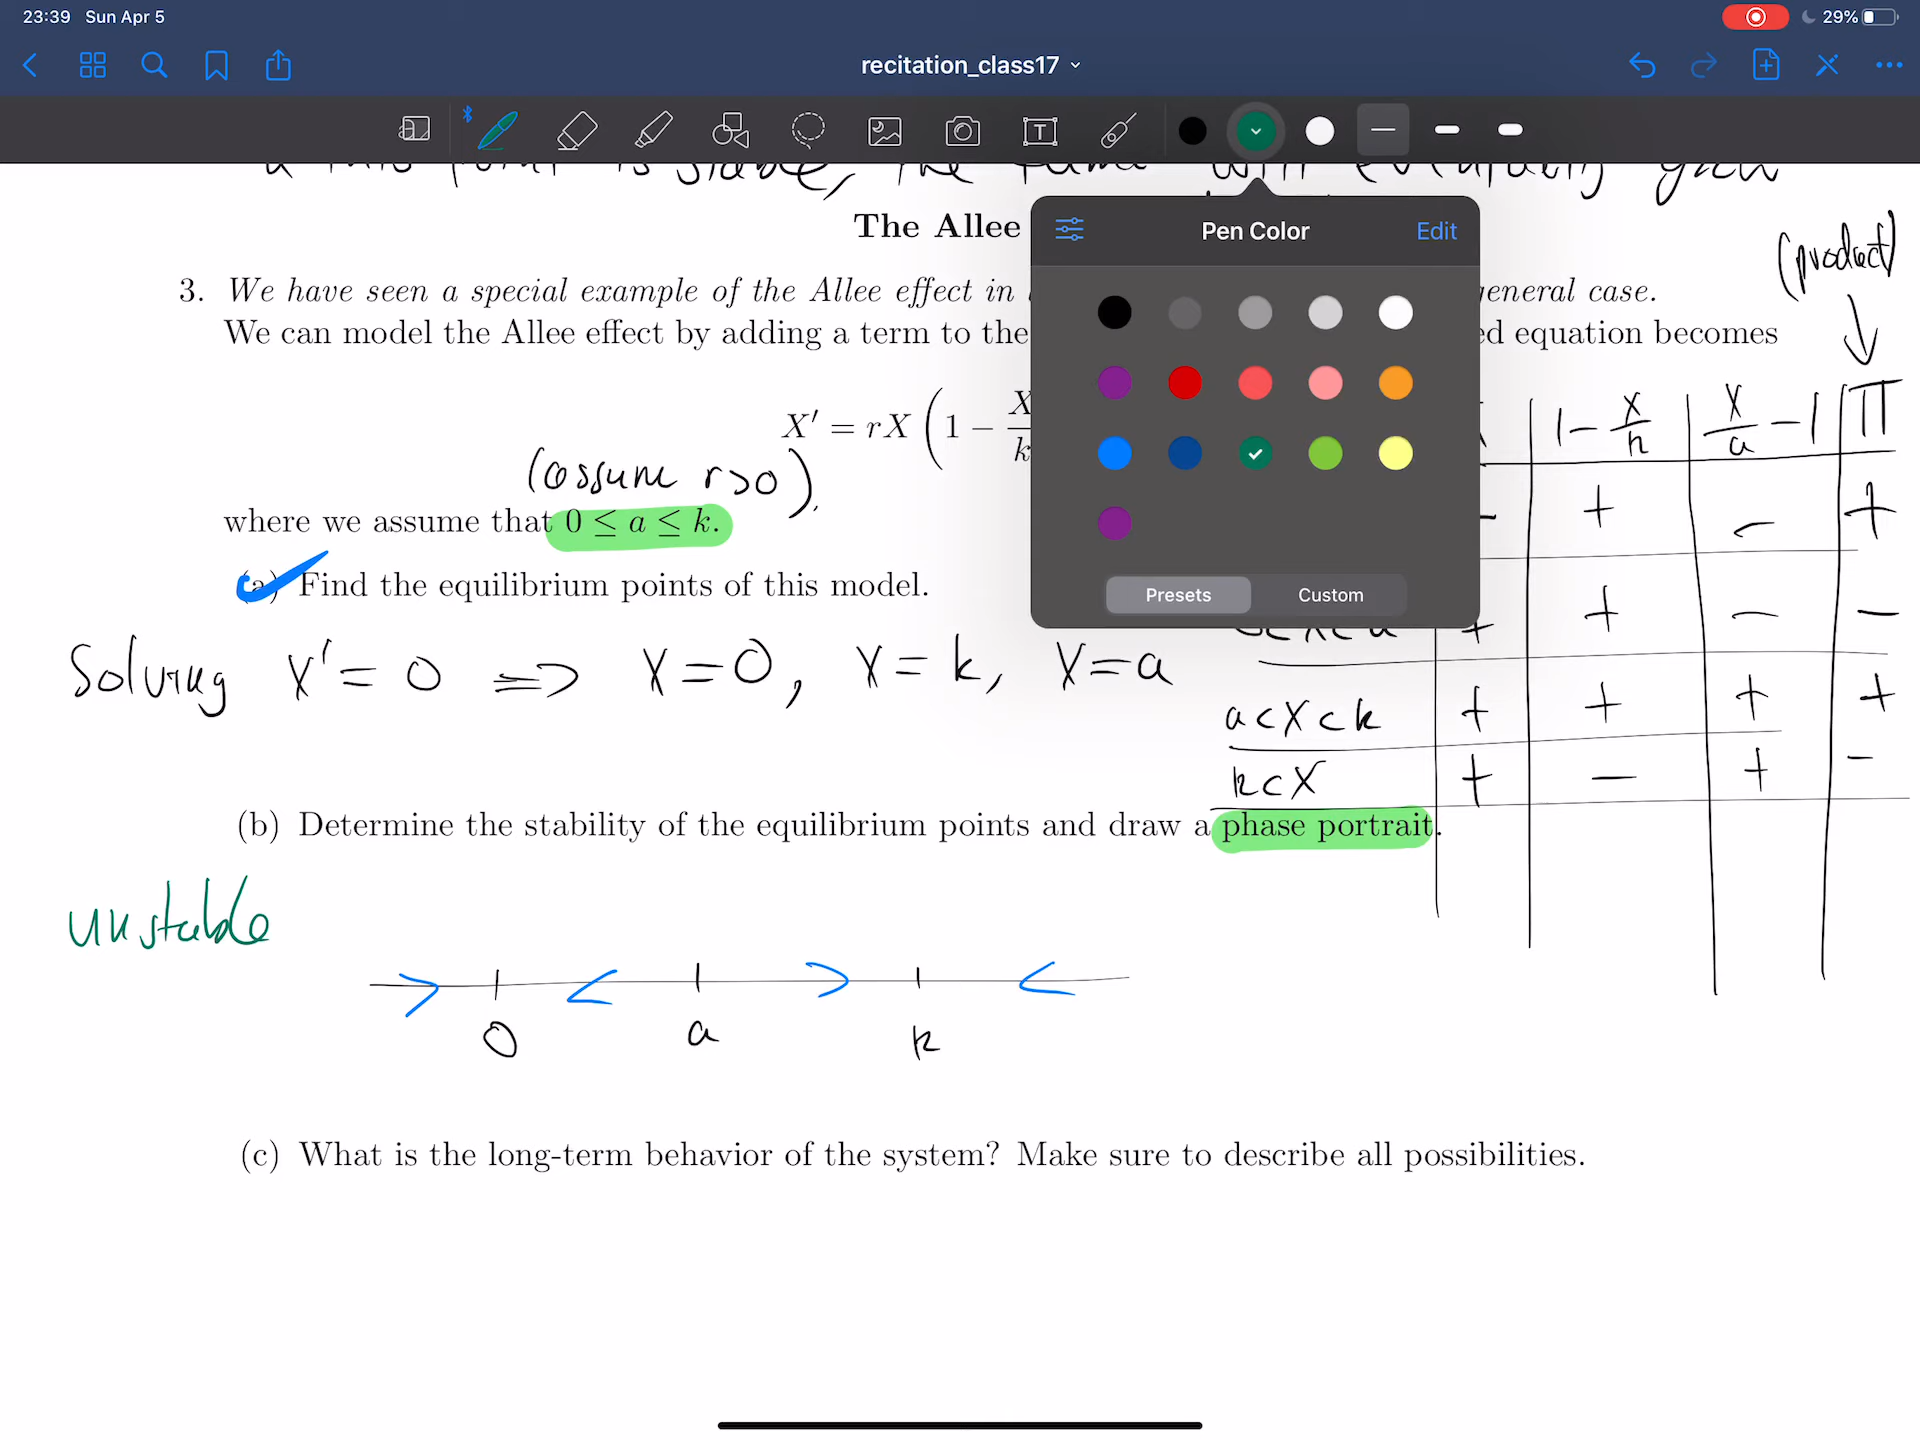 23:39 Sun Apr 5
29%
recitation_class17
The Allee
Pen Color
Edit
Presets
Custom
(product)
3. We have seen a special example of the Allee effect in
general case.
We can model the Allee effect by adding a term to the
equation becomes
X' = rX (1 − X/k
(assume r>0).
where we assume that 0 ≤ a ≤ k.
1 - X/k | X/a - 1 | Π
- + - +
(a) Find the equilibrium points of this model.
+ + - -
Solving X' = 0 => X = 0, X = k, X = a
a<X<k + + + +
k<X + - + -
(b) Determine the stability of the equilibrium points and draw a phase portrait.
unstable
0 a k
(c) What is the long-term behavior of the system? Make sure to describe all possibilities.